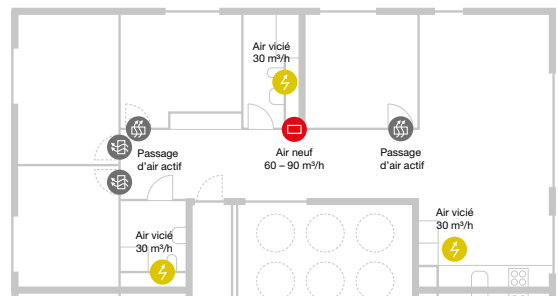 Air vicié
30 m³/h
Passage
d'air actif
Air neuf
60 – 90 m³/h
Passage
d'air actif
Air vicié
30 m³/h
Air vicié
30 m³/h